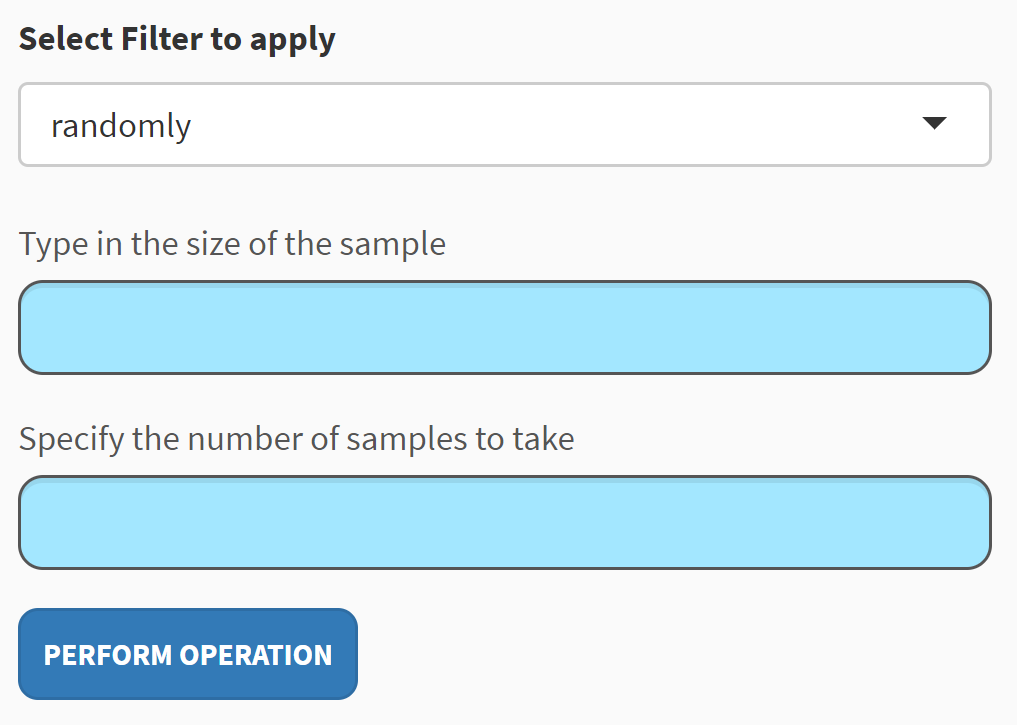 Select Filter to apply
randomly
Type in the size of the sample
Specify the number of samples to take
PERFORM OPERATION